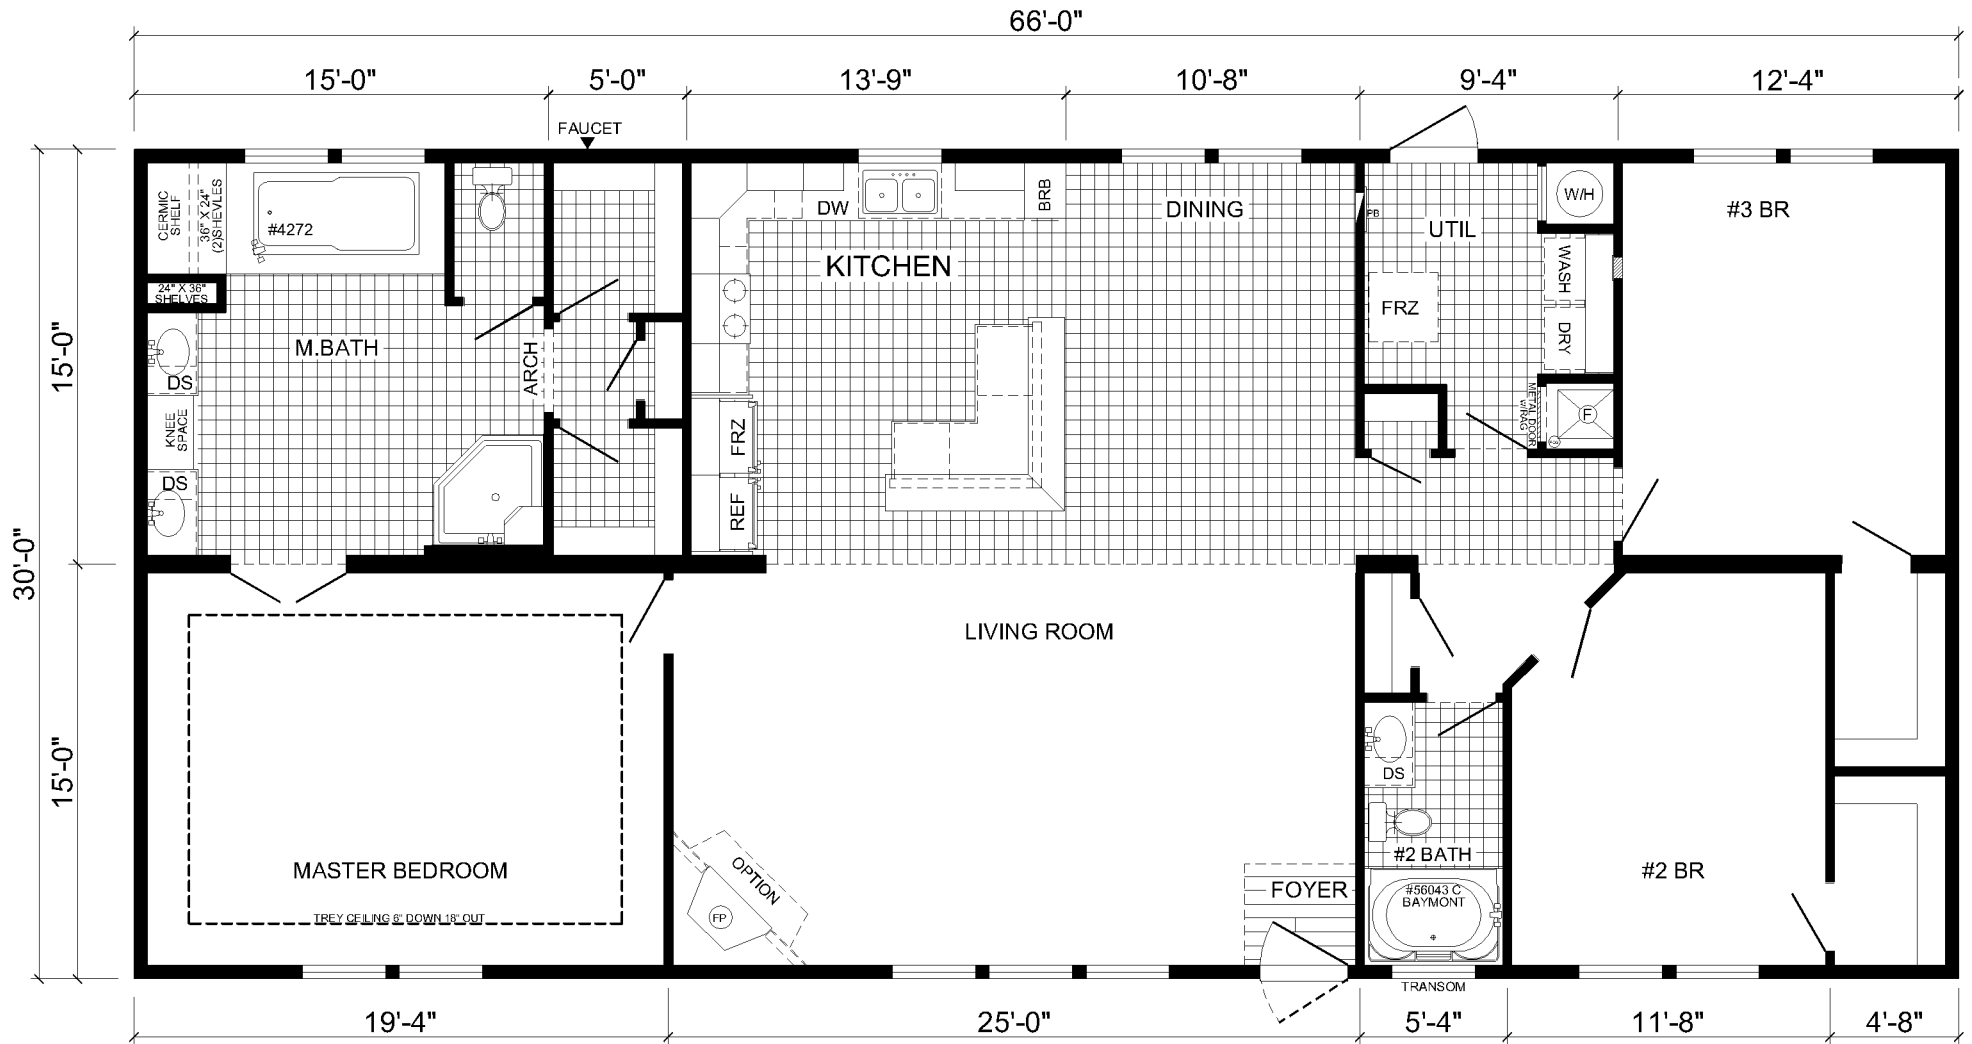 66'-0"
15'-0"
5'-0"
13'-9"
10'-8"
9'-4"
12'-4"
FAUCET
CERMIC
SHELF
36" X 24"
(2)SHEVLES
#4272
24" X 36"
SHELVES
M.BATH
DS
KNEE
SPACE
DS
ARCH
DW
BRB
KITCHEN
FRZ
REF
DINING
PB
UTIL
FRZ
W/H
WASH
DRY
METAL DOOR
W/RAG
F
#3 BR
15'-0"
30'-0"
15'-0"
LIVING ROOM
MASTER BEDROOM
TREY CEILING 6" DOWN 18" OUT
OPTION
FP
FOYER
DS
#2 BATH
#56043 C
BAYMONT
#2 BR
TRANSOM
19'-4"
25'-0"
5'-4"
11'-8"
4'-8"